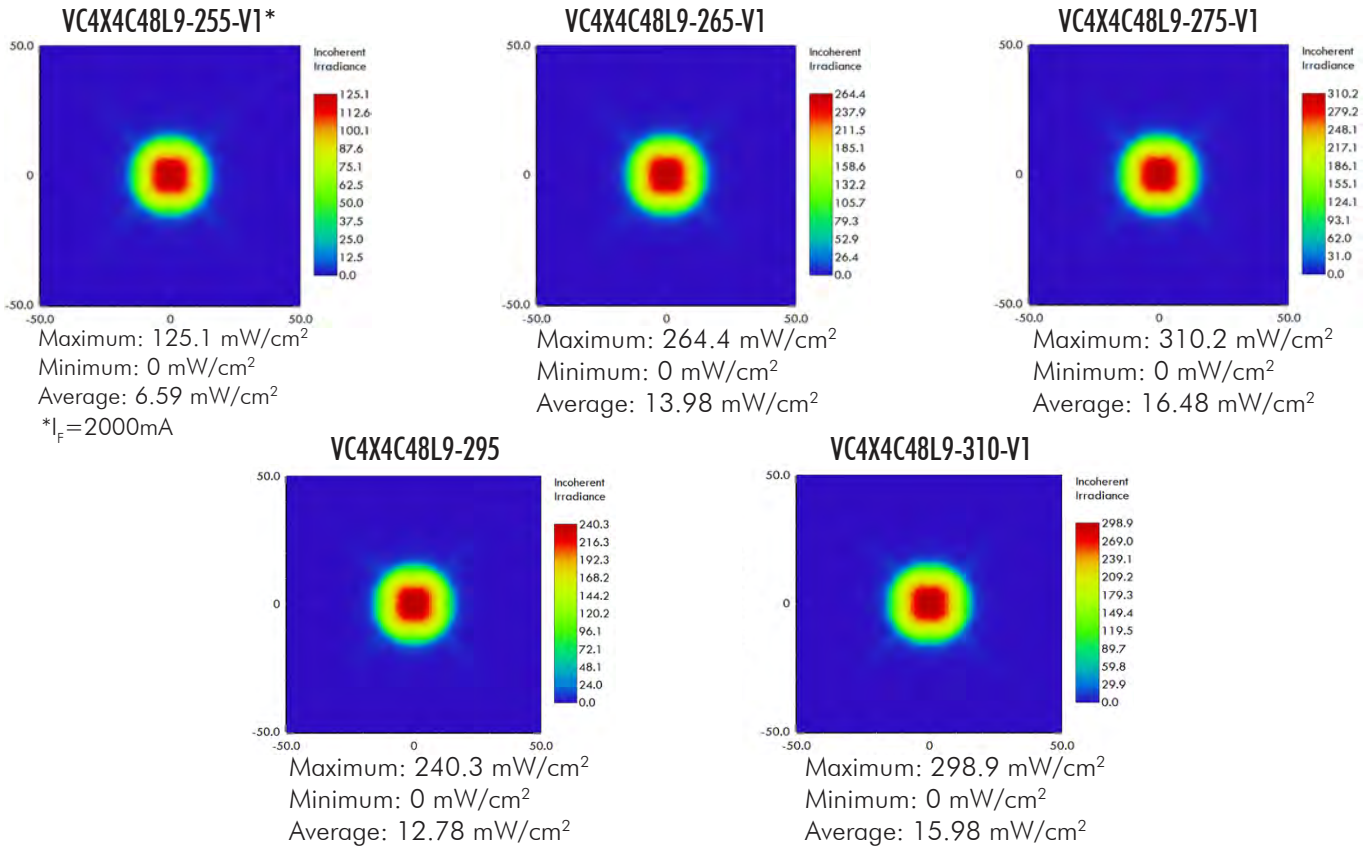 VC4X4C48L9-255-V1*
50.0
0
-50.0
-50.0 0 50.0
Incoherent
Irradiance
125.1
112.6
100.1
87.6
75.1
62.5
50.0
37.5
25.0
12.5
0.0
Maximum: 125.1 mW/cm²
Minimum: 0 mW/cm²
Average: 6.59 mW/cm²
*I_F=2000mA
VC4X4C48L9-265-V1
50.0
0
-50.0
-50.0 0 50.0
Incoherent
Irradiance
264.4
237.9
211.5
185.1
158.6
132.2
105.7
79.3
52.9
26.4
0.0
Maximum: 264.4 mW/cm²
Minimum: 0 mW/cm²
Average: 13.98 mW/cm²
VC4X4C48L9-275-V1
50.0
0
-50.0
-50.0 0 50.0
Incoherent
Irradiance
310.2
279.2
248.1
217.1
186.1
155.1
124.1
93.1
62.0
31.0
0.0
Maximum: 310.2 mW/cm²
Minimum: 0 mW/cm²
Average: 16.48 mW/cm²
VC4X4C48L9-295
50.0
0
-50.0
-50.0 0 50.0
Incoherent
Irradiance
240.3
216.3
192.3
168.2
144.2
120.2
96.1
72.1
48.1
24.0
0.0
Maximum: 240.3 mW/cm²
Minimum: 0 mW/cm²
Average: 12.78 mW/cm²
VC4X4C48L9-310-V1
50.0
0
-50.0
-50.0 0 50.0
Incoherent
Irradiance
298.9
269.0
239.1
209.2
179.3
149.4
119.5
89.7
59.8
29.9
0.0
Maximum: 298.9 mW/cm²
Minimum: 0 mW/cm²
Average: 15.98 mW/cm²